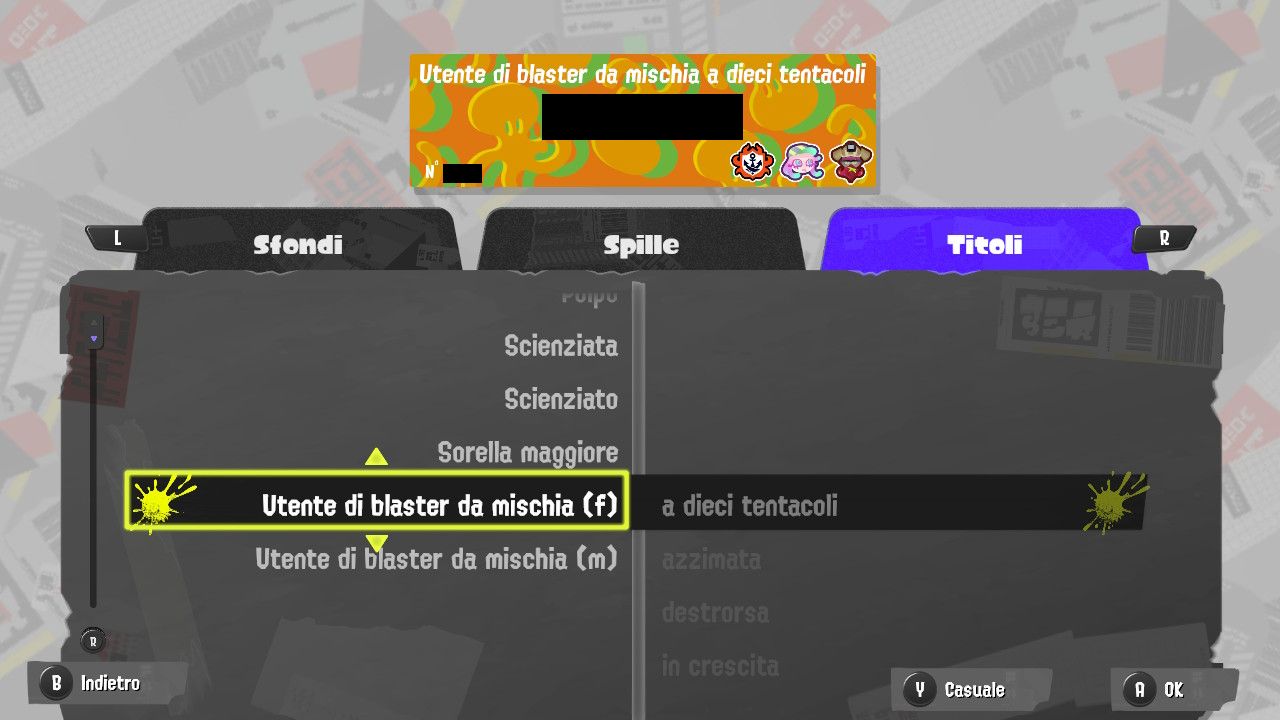 Utente di blaster da mischia a dieci tentacoli
N°
L
Sfondi
Spille
Titoli
R
Polpo
Scienziata
Scienziato
Sorella maggiore
Utente di blaster da mischia (f)
a dieci tentacoli
Utente di blaster da mischia (m)
azzimata
destrorsa
in crescita
R
B Indietro
Y Casuale
A OK